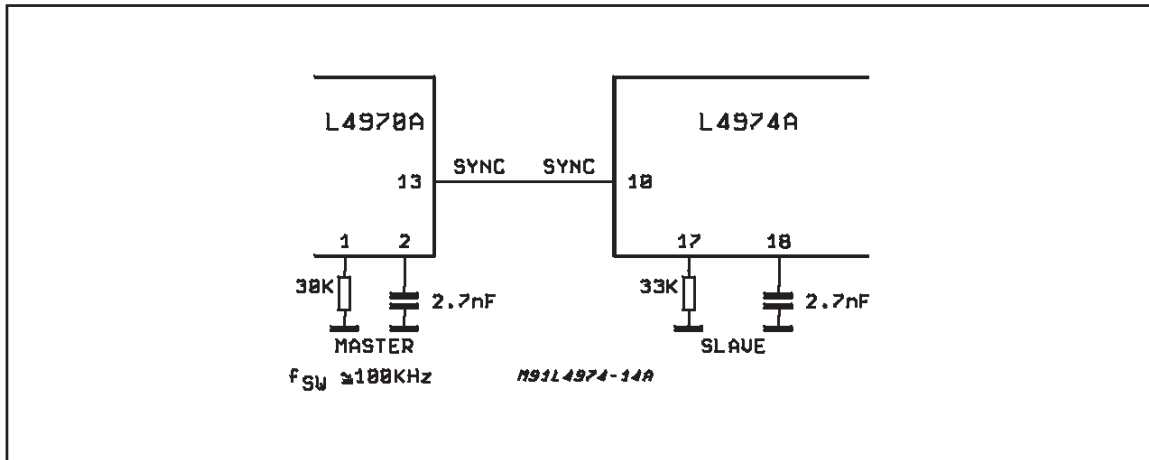 L4970A
L4974A
SYNC SYNC
13
10
1 2
17 18
30K
2.7nF
33K
2.7nF
MASTER
SLAVE
fSW ≃100KHz
M91L4974-14A